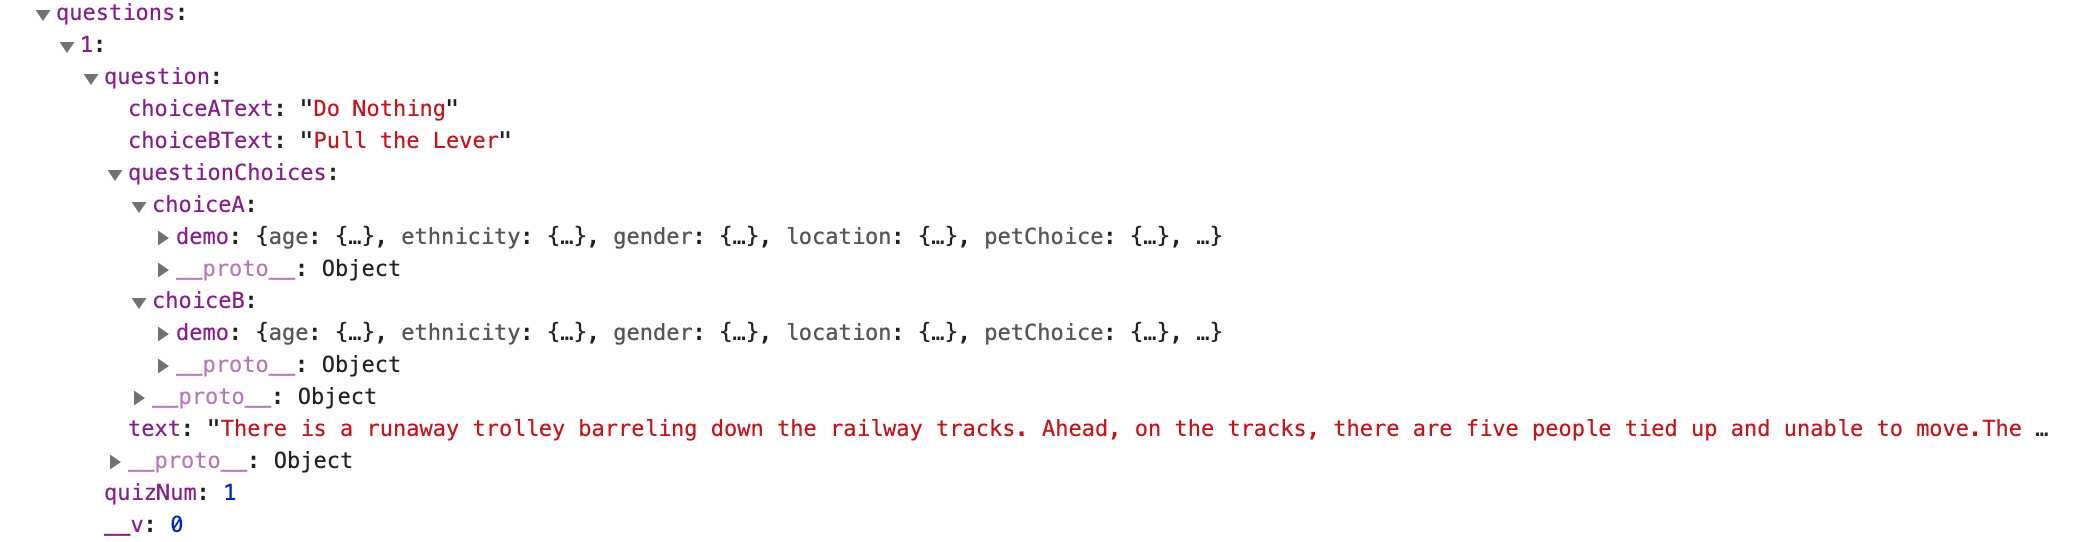 questions:
1:
question:
choiceAText: "Do Nothing"
choiceBText: "Pull the Lever"
questionChoices:
choiceA:
demo: {age: {…}, ethnicity: {…}, gender: {…}, location: {…}, petChoice: {…}, …}
__proto__: Object
choiceB:
demo: {age: {…}, ethnicity: {…}, gender: {…}, location: {…}, petChoice: {…}, …}
__proto__: Object
__proto__: Object
text: "There is a runaway trolley barreling down the railway tracks. Ahead, on the tracks, there are five people tied up and unable to move.The …
__proto__: Object
quizNum: 1
__v: 0